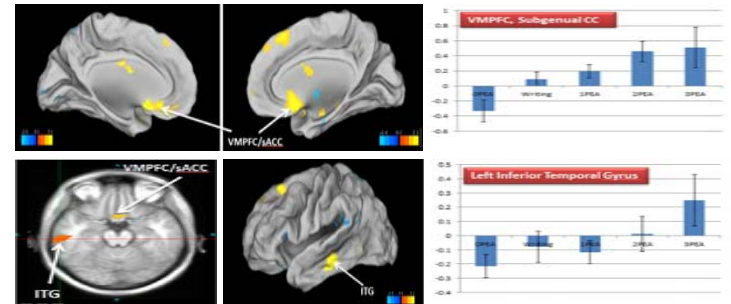 VMPFC/sACC
VMPFC, Subgenual CC
1
0.8
0.6
0.4
0.2
0
-0.2
-0.4
-0.6
0PEA Writing 1PEA 2PEA 3PEA
VMPFC/sACC
ITG
ITG
Left Inferior Temporal Gyrus
0.5
0.4
0.3
0.2
0.1
0
-0.1
-0.2
-0.3
-0.4
0PEA Writing 1PEA 2PEA 3PEA